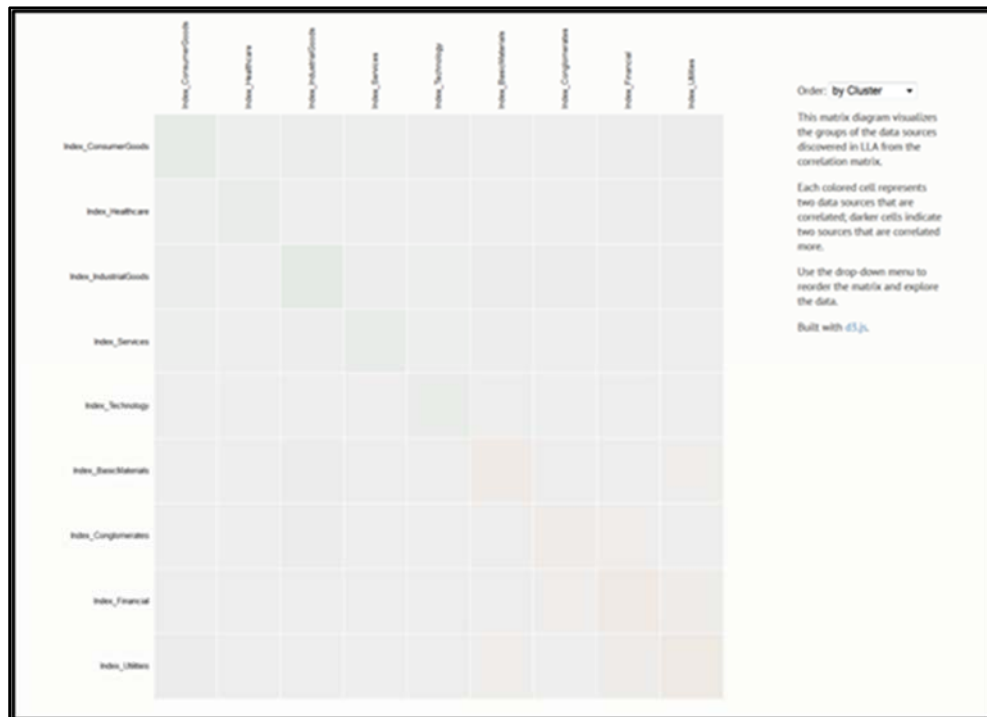 Index_ConsumerGoods
Index_Healthcare
Index_IndustrialGoods
Index_Services
Index_Technology
Index_BasicMaterials
Index_Conglomerates
Index_Financial
Index_Utilities
Order: by Cluster
This matrix diagram visualizes
the groups of the data sources
discovered in LLA from the
correlation matrix.
Each colored cell represents
two data sources that are
correlated; darker cells indicate
two sources that are correlated
more.
Use the drop-down menu to
reorder the matrix and explore
the data.
Built with d3.js.
Index_ConsumerGoods
Index_Healthcare
Index_IndustrialGoods
Index_Services
Index_Technology
Index_BasicMaterials
Index_Conglomerates
Index_Financial
Index_Utilities